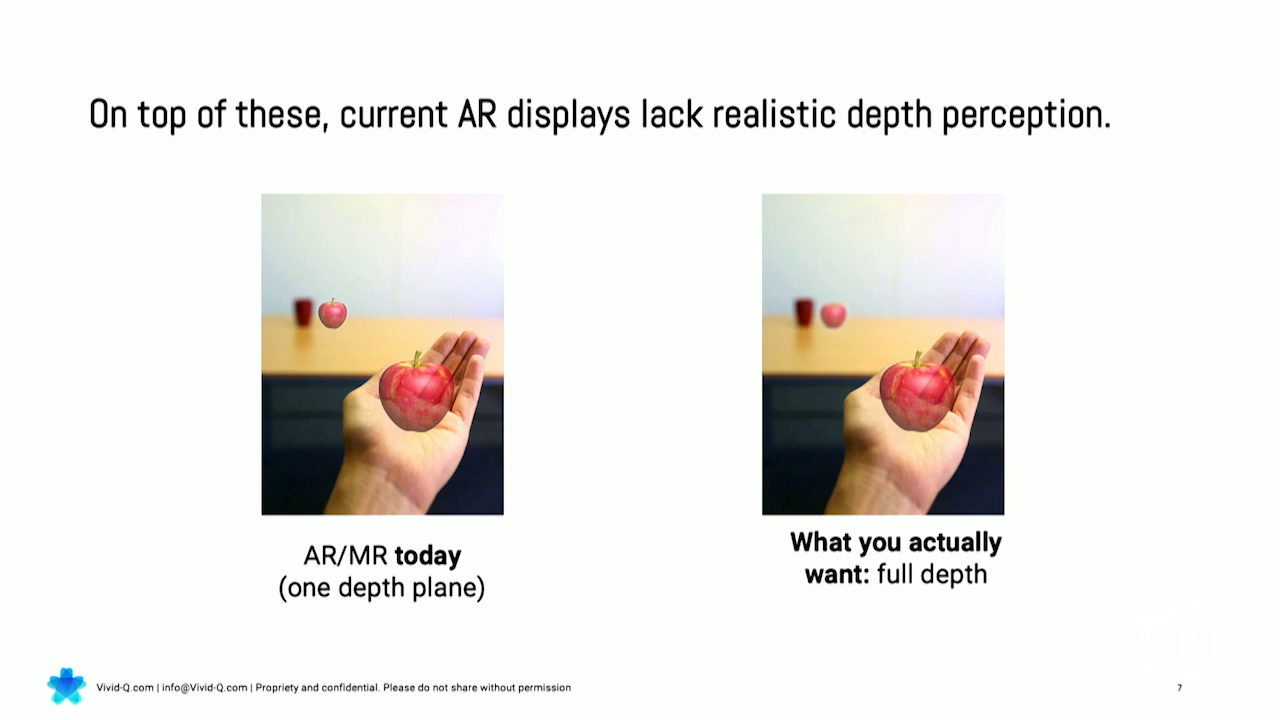 On top of these, current AR displays lack realistic depth perception.
AR/MR today
(one depth plane)
What you actually
want: full depth
Vivid-Q.com | info@Vivid-Q.com | Propriety and confidential. Please do not share without permission
7